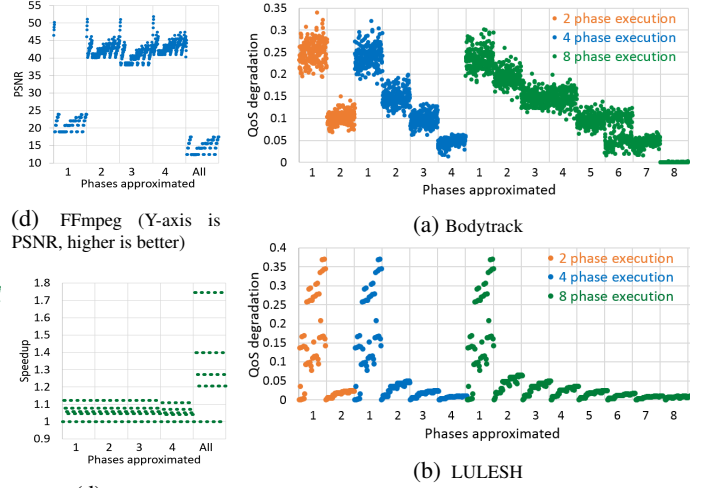 55
50
45
40
35
30
25
20
15
10
PSNR
1 2 3 4 All
Phases approximated
(d) FFmpeg (Y-axis is
PSNR, higher is better)
0.35
0.3
0.25
0.2
0.15
0.1
0.05
0
QoS degradation
2 phase execution
4 phase execution
8 phase execution
1 2 1 2 3 4 1 2 3 4 5 6 7 8
Phases approximated
(a) Bodytrack
1.8
1.7
1.6
1.5
1.4
1.3
1.2
1.1
1
0.9
Speedup
1 2 3 4 All
Phases approximated
0.4
0.35
0.3
0.25
0.2
0.15
0.1
0.05
0
QoS degradation
2 phase execution
4 phase execution
8 phase execution
1 2 1 2 3 4 1 2 3 4 5 6 7 8
Phases approximated
(b) LULESH